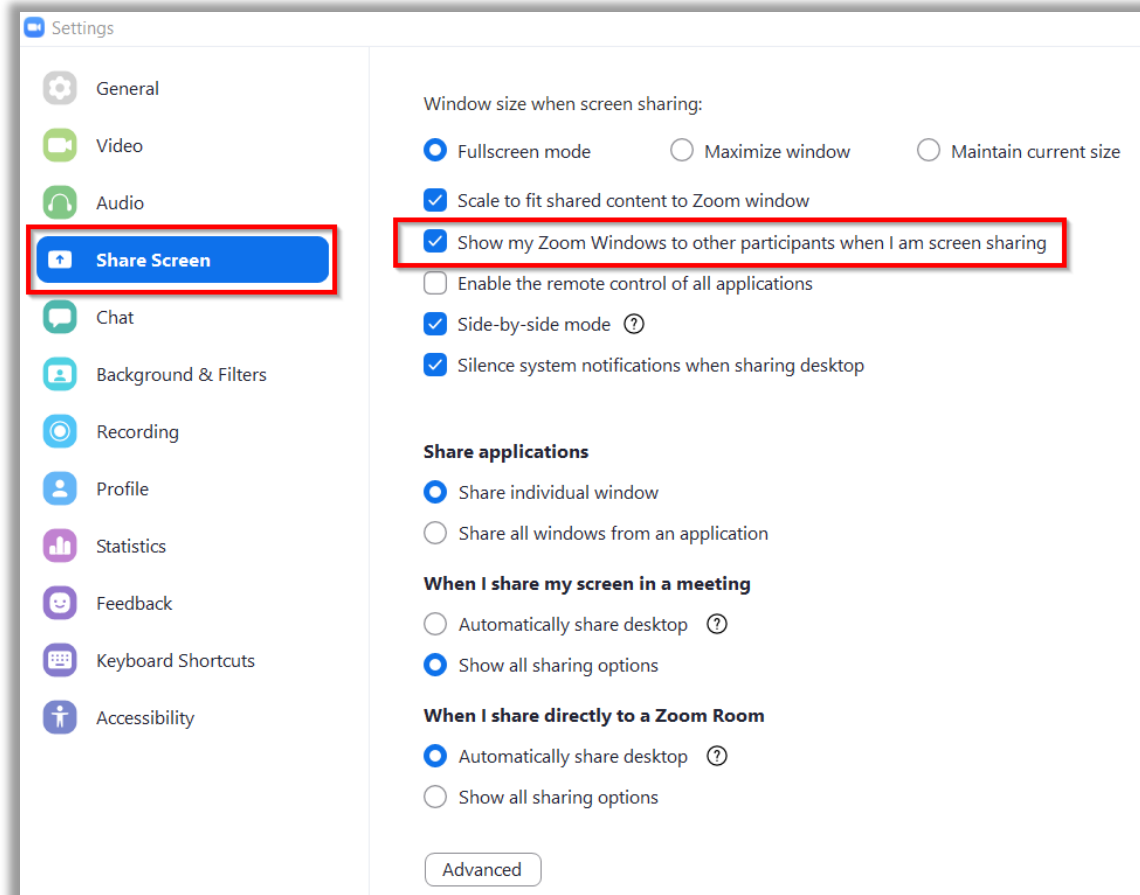 Settings
General
Video
Audio
Share Screen
Chat
Background & Filters
Recording
Profile
Statistics
Feedback
Keyboard Shortcuts
Accessibility
Window size when screen sharing:
Fullscreen mode Maximize window Maintain current size
Scale to fit shared content to Zoom window
Show my Zoom Windows to other participants when I am screen sharing
Enable the remote control of all applications
Side-by-side mode ?
Silence system notifications when sharing desktop
Share applications
Share individual window
Share all windows from an application
When I share my screen in a meeting
Automatically share desktop ?
Show all sharing options
When I share directly to a Zoom Room
Automatically share desktop ?
Show all sharing options
Advanced